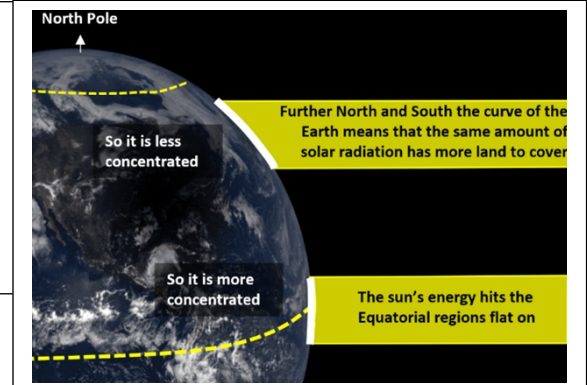 North Pole
Further North and South the curve of the
Earth means that the same amount of
solar radiation has more land to cover
So it is less
concentrated
So it is more
concentrated
The sun's energy hits the
Equatorial regions flat on